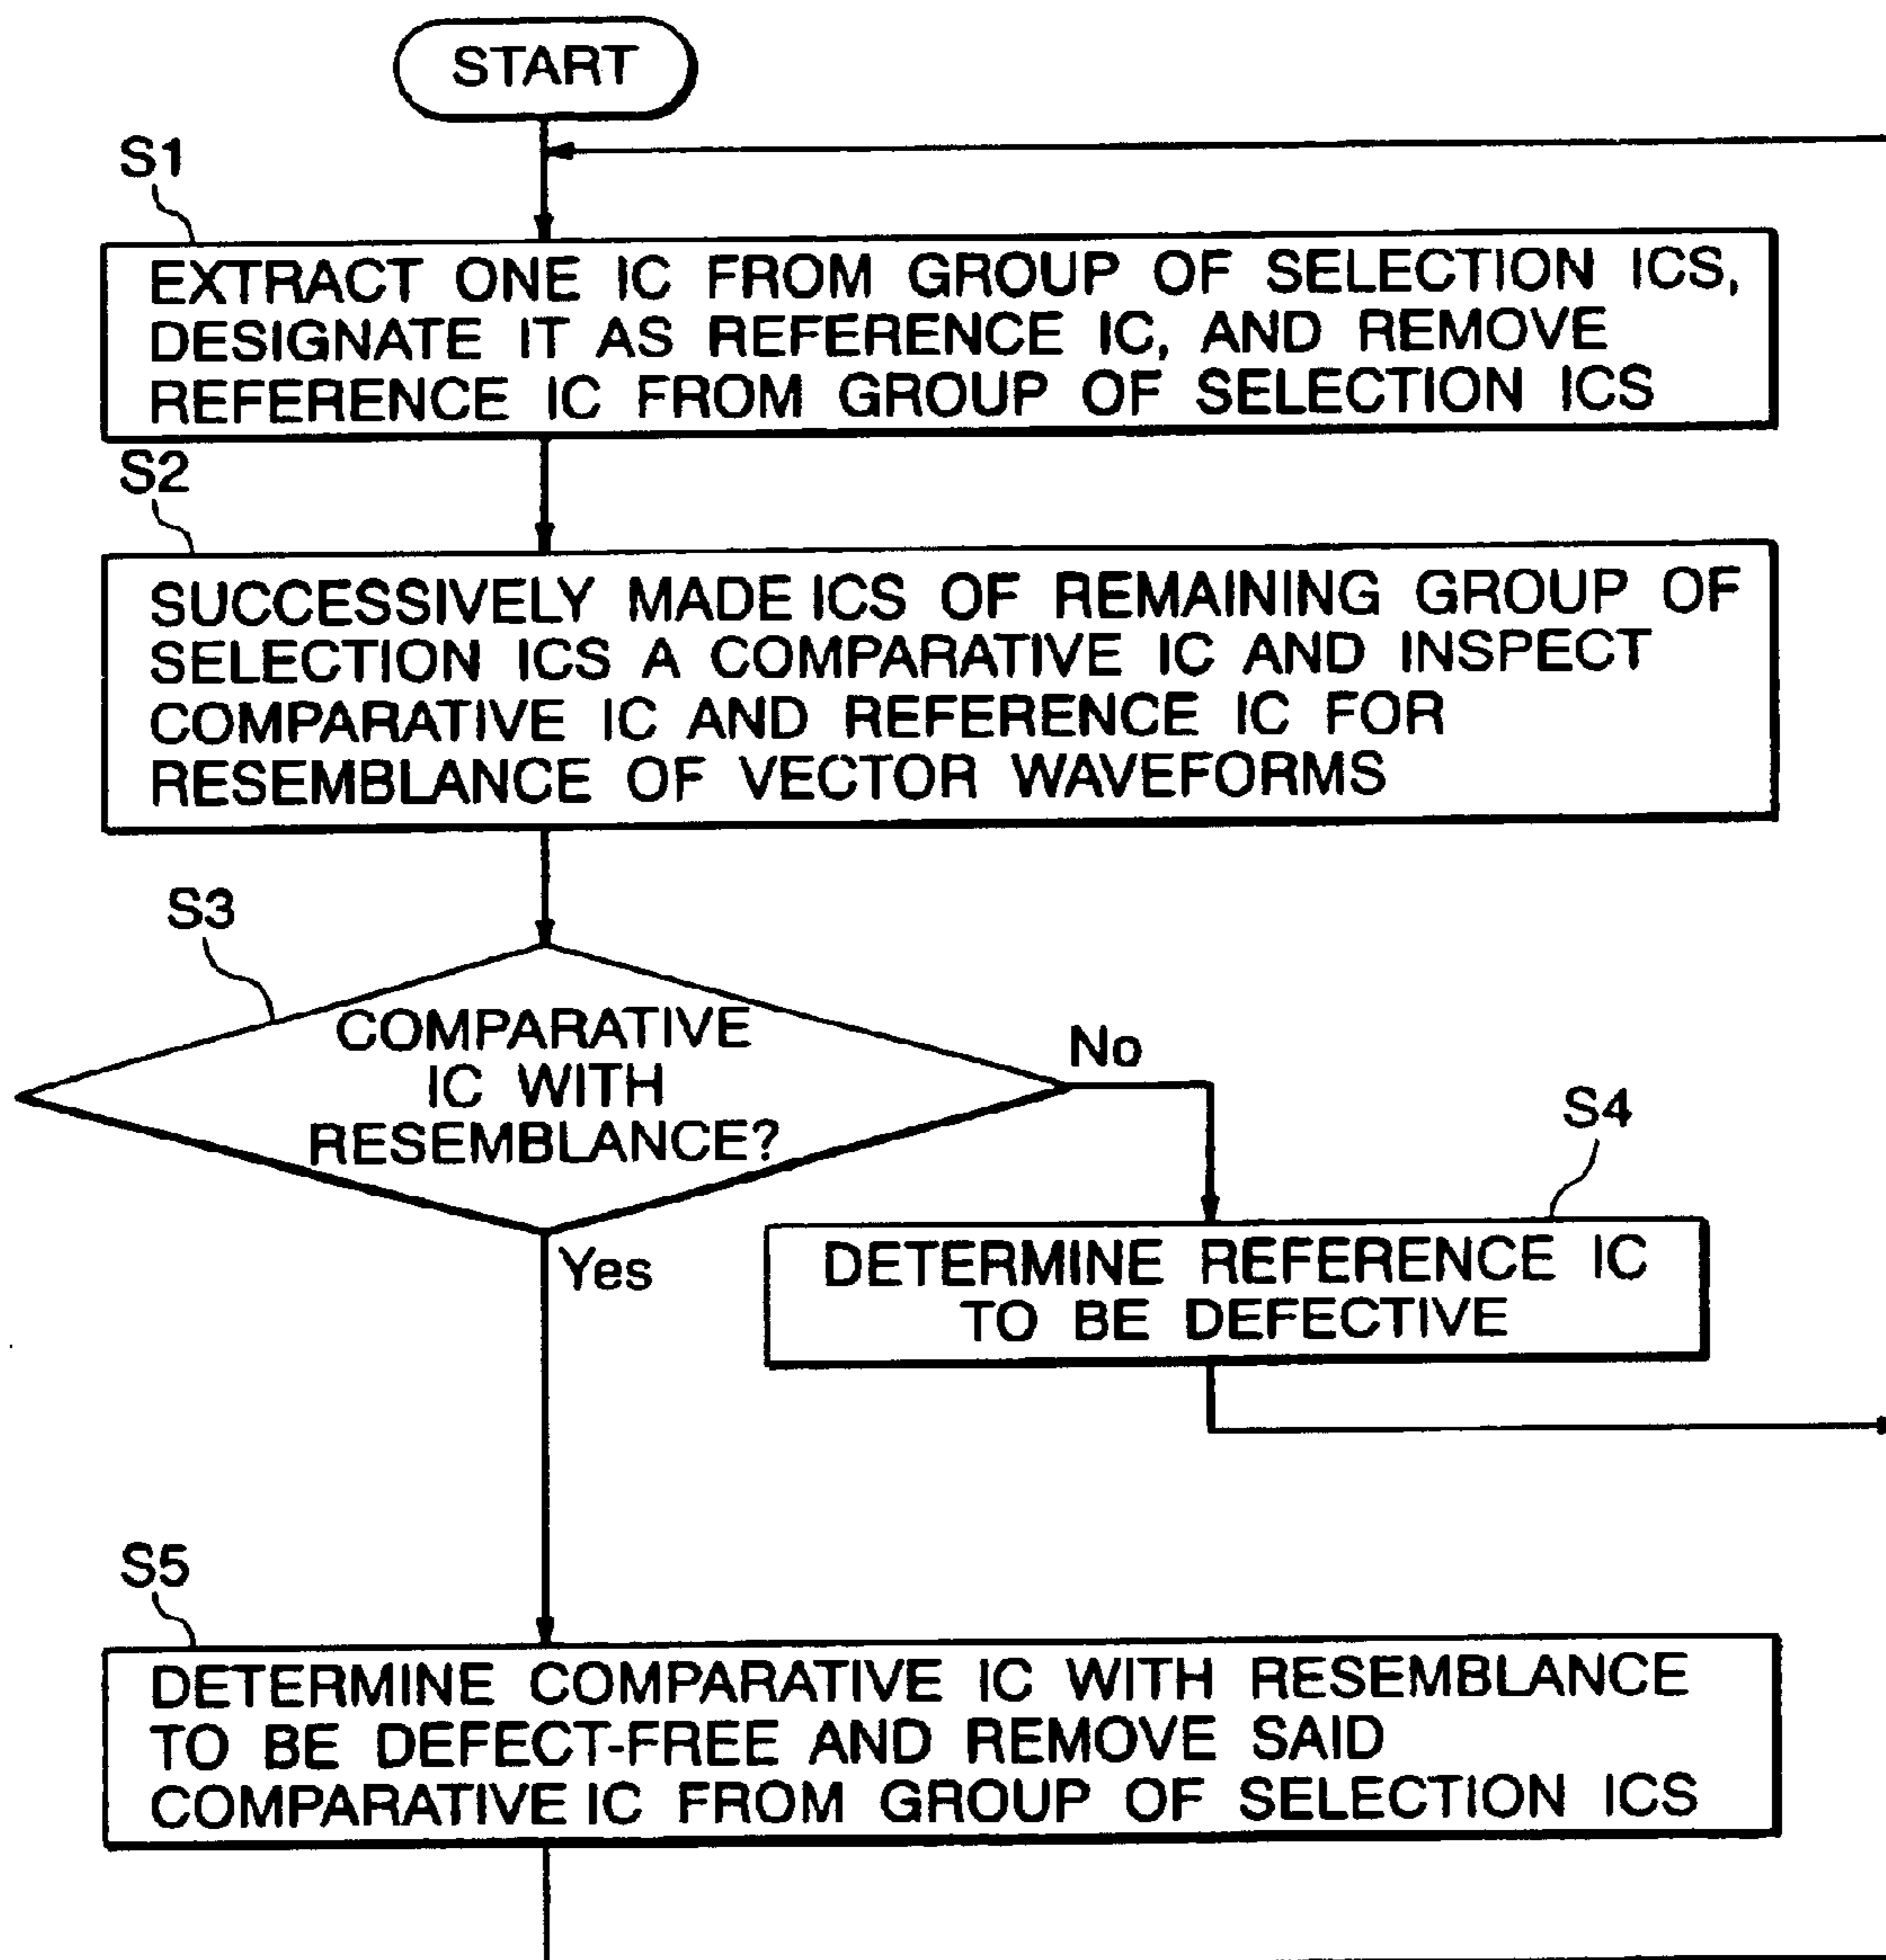 START
S1
EXTRACT ONE IC FROM GROUP OF SELECTION ICS,
DESIGNATE IT AS REFERENCE IC, AND REMOVE
REFERENCE IC FROM GROUP OF SELECTION ICS
S2
SUCCESSIVELY MADE ICS OF REMAINING GROUP OF
SELECTION ICS A COMPARATIVE IC AND INSPECT
COMPARATIVE IC AND REFERENCE IC FOR
RESEMBLANCE OF VECTOR WAVEFORMS
S3
COMPARATIVE
IC WITH
RESEMBLANCE?
No
S4
DETERMINE REFERENCE IC
TO BE DEFECTIVE
Yes
S5
DETERMINE COMPARATIVE IC WITH RESEMBLANCE
TO BE DEFECT-FREE AND REMOVE SAID
COMPARATIVE IC FROM GROUP OF SELECTION ICS